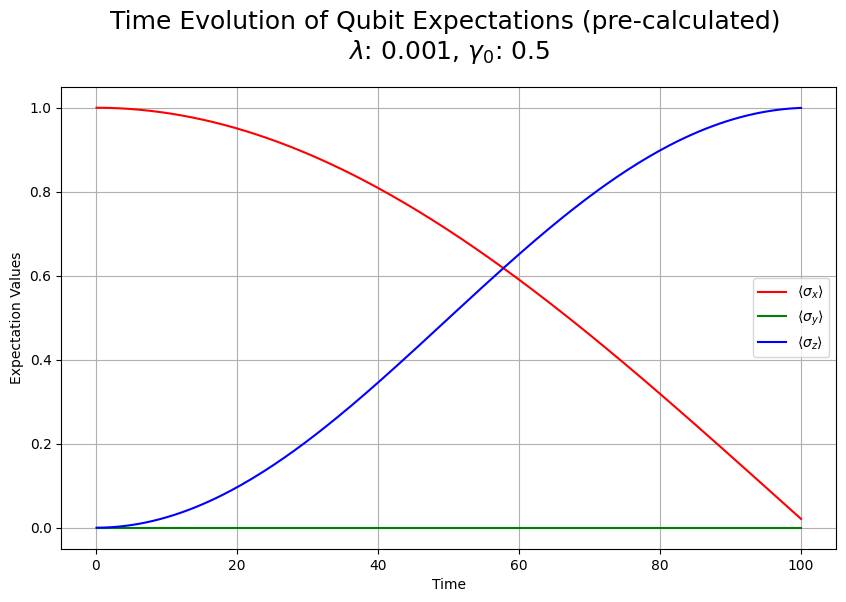 Time Evolution of Qubit Expectations (pre-calculated)
λ: 0.001, γ₀: 0.5
1.0
0.8
0.6
0.4
0.2
0.0
Expectation Values
⟨σₓ⟩
⟨σᵧ⟩
⟨σ_z⟩
0
20
40
60
80
100
Time